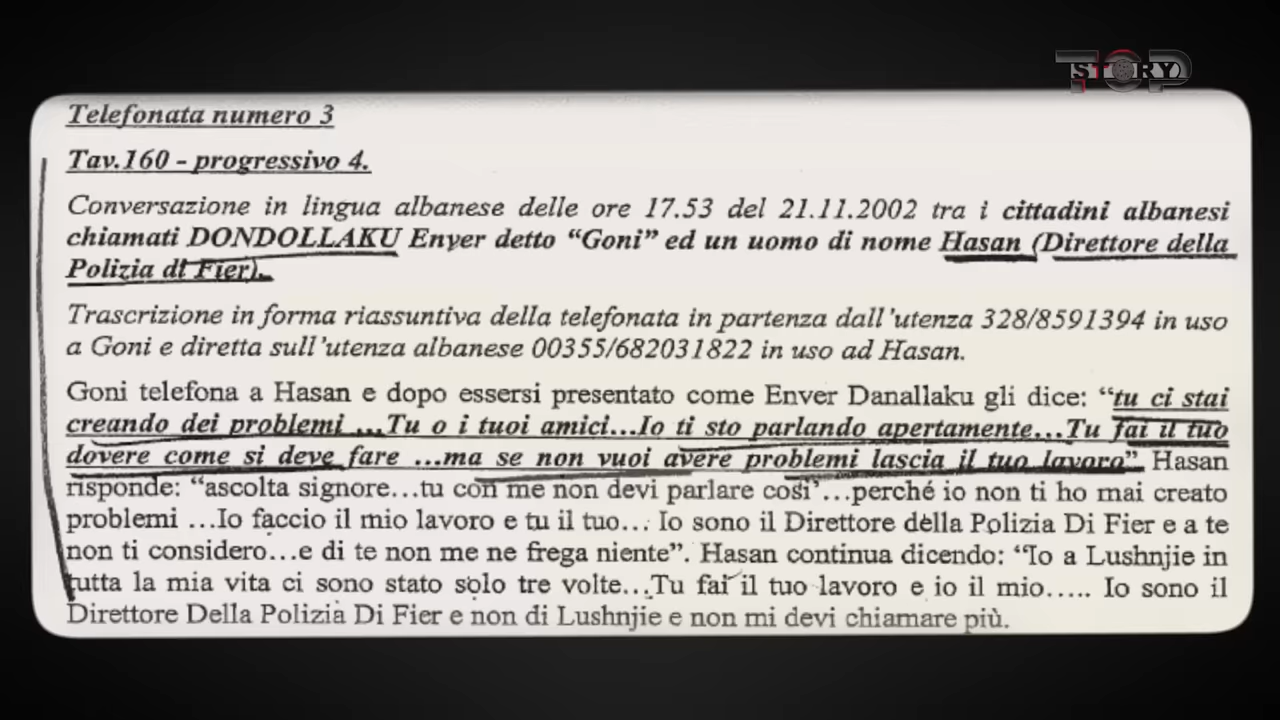 TOP STORY
Telefonata numero 3
Tav.160 - progressivo 4.
Conversazione in lingua albanese delle ore 17.53 del 21.11.2002 tra i cittadini albanesi
chiamati DONDOLLAKU Enver detto “Goni” ed un uomo di nome Hasan (Direttore della
Polizia di Fier).
Trascrizione in forma riassuntiva della telefonata in partenza dall’utenza 328/8591394 in uso
a Goni e diretta sull’utenza albanese 00355/682031822 in uso ad Hasan.
Goni telefona a Hasan e dopo essersi presentato come Enver Danallaku gli dice: “tu ci stai
creando dei problemi …Tu o i tuoi amici…Io ti sto parlando apertamente…Tu fai il tuo
dovere come si deve fare …ma se non vuoi avere problemi lascia il tuo lavoro” Hasan
risponde: “ascolta signore…tu con me non devi parlare così”…perché io non ti ho mai creato
problemi …Io faccio il mio lavoro e tu il tuo… Io sono il Direttore della Polizia Di Fier e a te
non ti considero…e di te non me ne frega niente”. Hasan continua dicendo: “Io a Lushnjie in
tutta la mia vita ci sono stato solo tre volte…Tu fai il tuo lavoro e io il mio….. Io sono il
Direttore Della Polizia Di Fier e non di Lushnjie e non mi devi chiamare più.